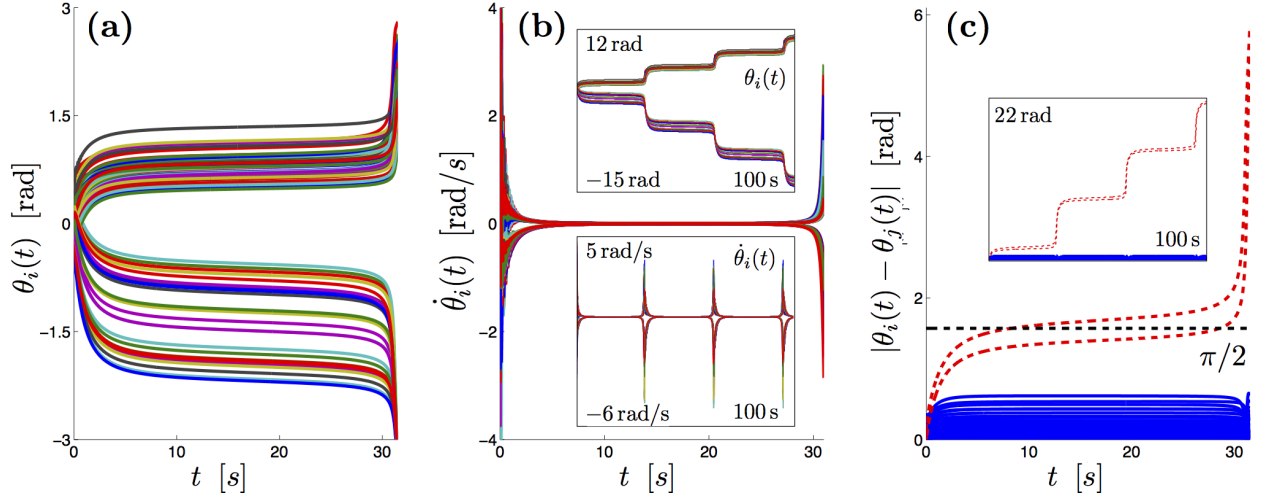 (a)
θ_i(t) [rad]
3
1.5
0
−1.5
−3
0
10
20
30
t [s]
(b)
θ̇_i(t) [rad/s]
4
2
0
−2
−4
0
10
20
30
t [s]
12 rad
θ_i(t)
−15 rad
100 s
5 rad/s
θ̇_i(t)
−6 rad/s
100 s
(c)
|θ_i(t) − θ_j(t)| [rad]
6
4
2
0
0
10
20
30
t [s]
22 rad
100 s
π/2